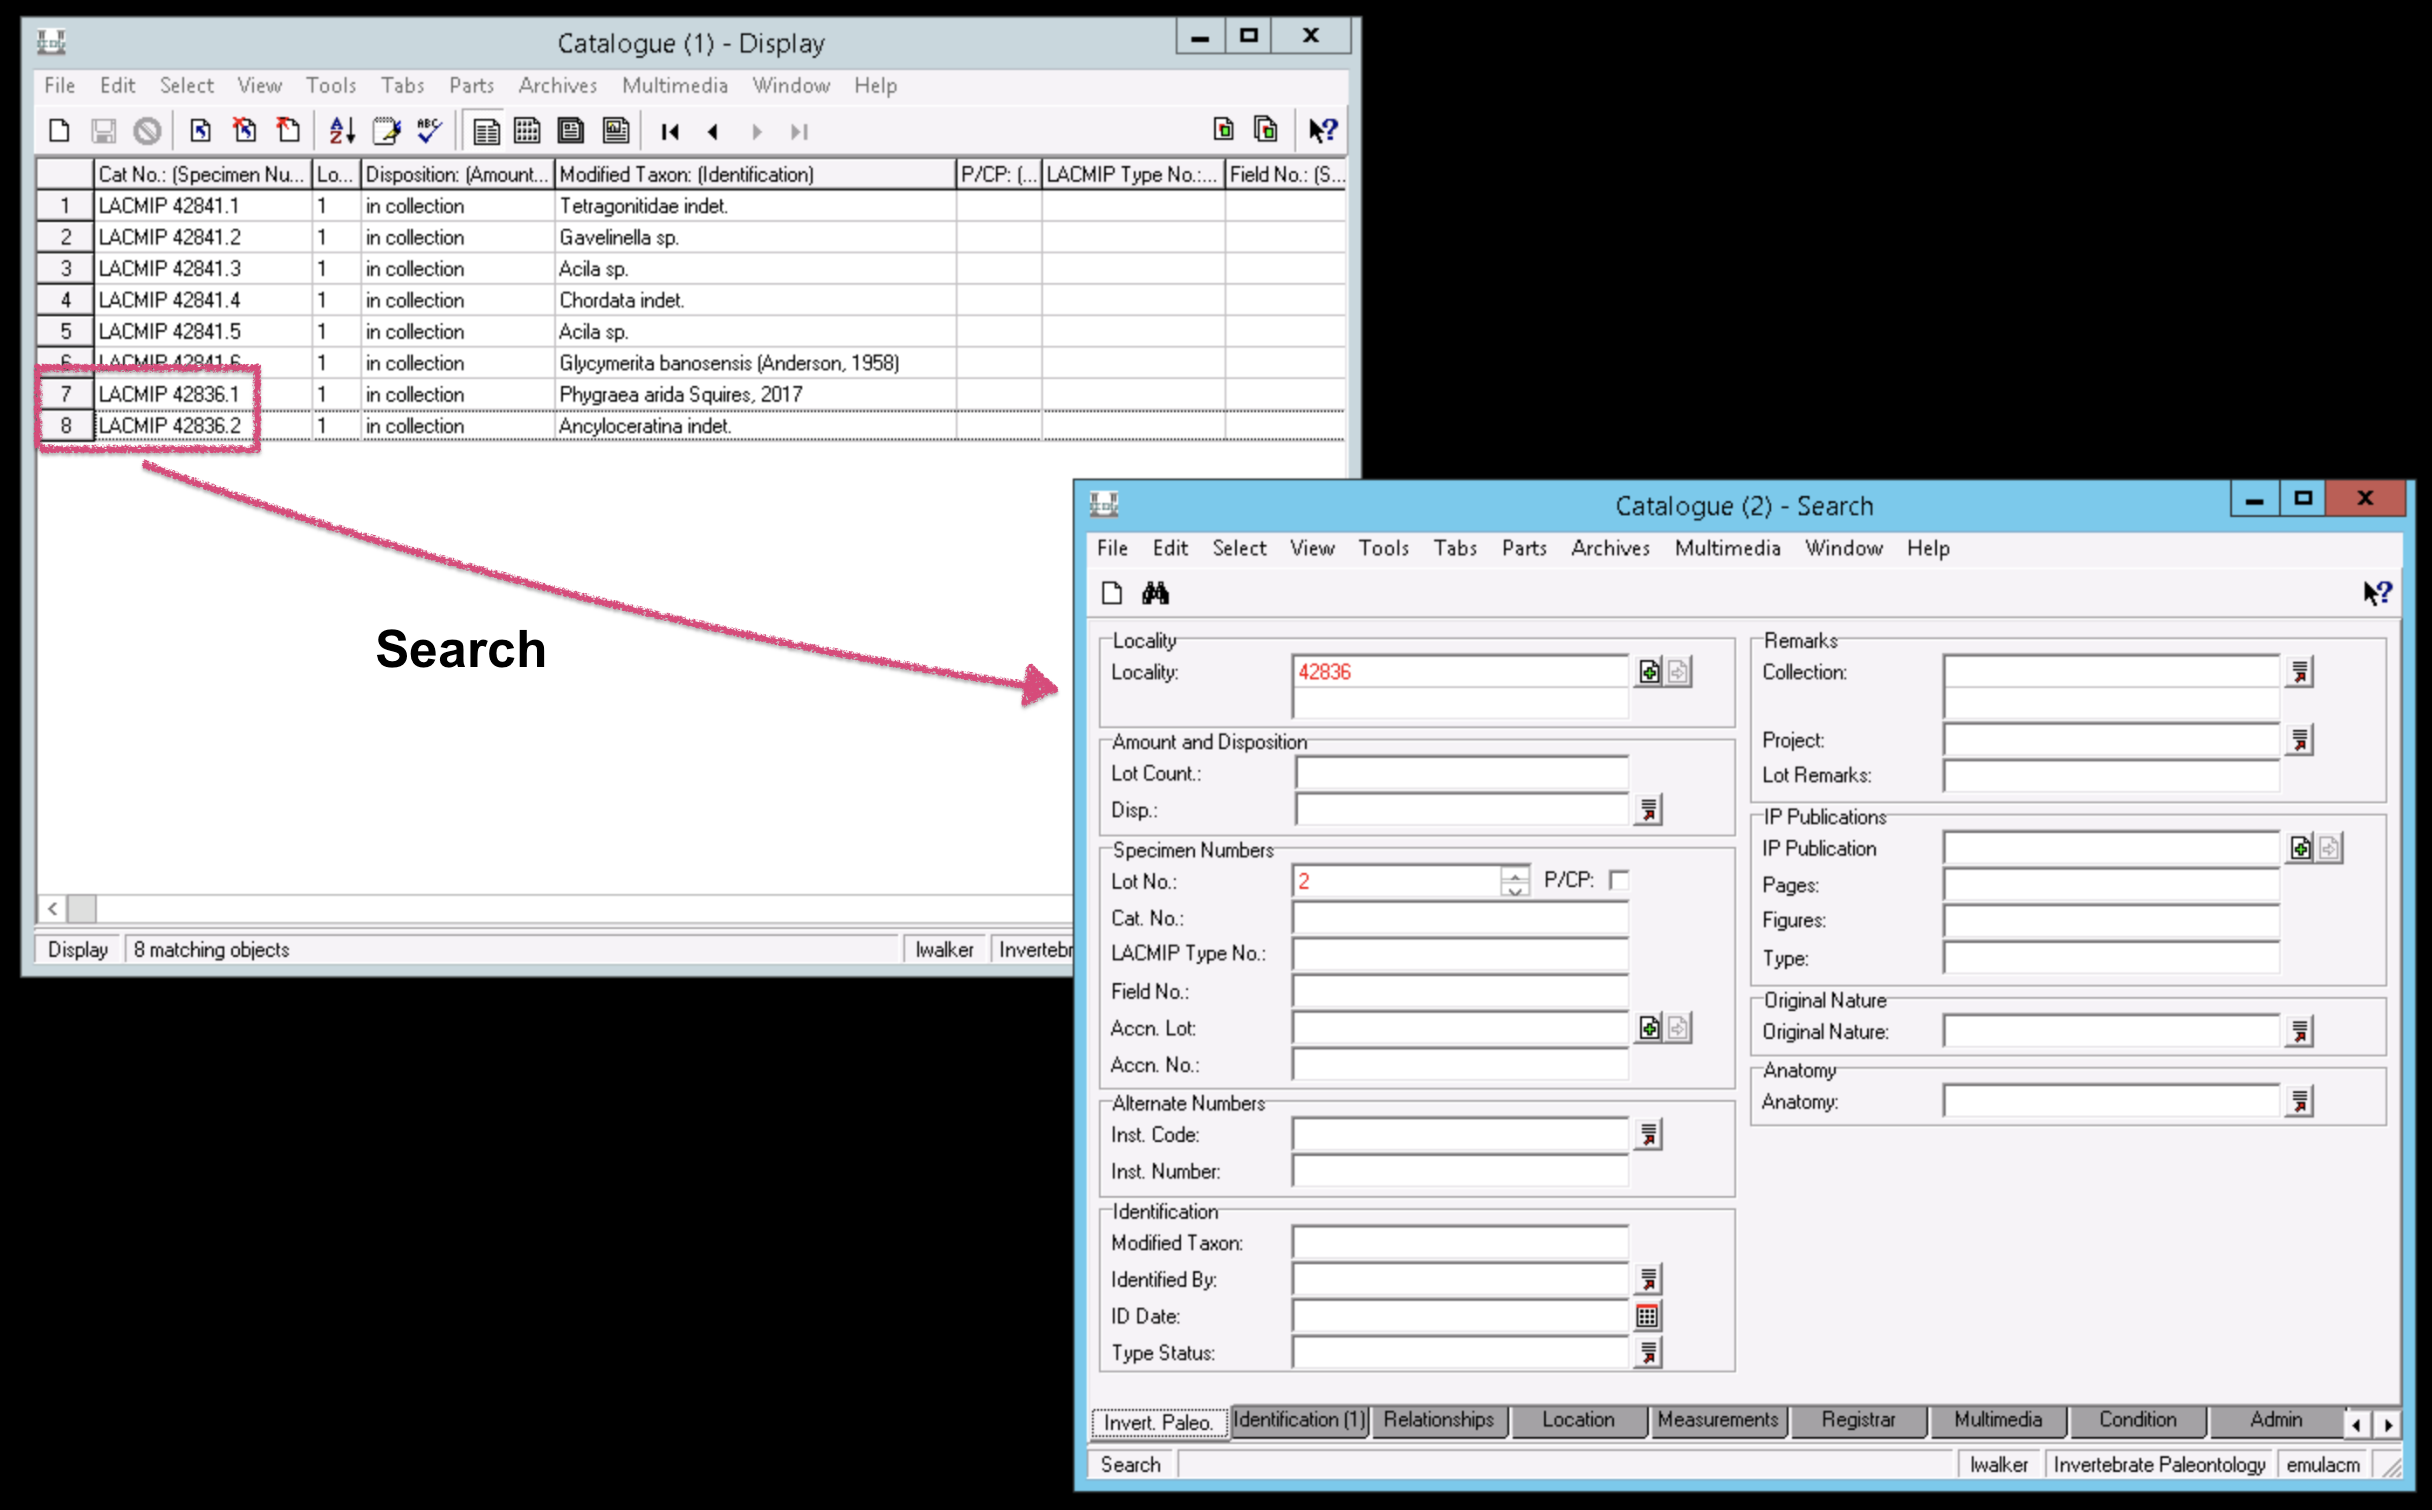 Catalogue (1) - Display
File Edit Select View Tools Tabs Parts Archives Multimedia Window Help
Cat No.: (Specimen Nu... Lo... Disposition: (Amount... Modified Taxon: (Identification) P/CP: (... LACMIP Type No.:... Field No.: (S...
1 LACMIP 42841.1 1 in collection Tetragonitidae indet.
2 LACMIP 42841.2 1 in collection Gavelinella sp.
3 LACMIP 42841.3 1 in collection Acila sp.
4 LACMIP 42841.4 1 in collection Chordata indet.
5 LACMIP 42841.5 1 in collection Acila sp.
6 LACMIP 42841.6 1 in collection Glycymerita banosensis (Anderson, 1958)
7 LACMIP 42836.1 1 in collection Phygraea arida Squires, 2017
8 LACMIP 42836.2 1 in collection Ancyloceratina indet.
Search
Display 8 matching objects lwalker Invertebr
Catalogue (2) - Search
File Edit Select View Tools Tabs Parts Archives Multimedia Window Help
Locality
Locality: 42836
Amount and Disposition
Lot Count.:
Disp.:
Specimen Numbers
Lot No.: 2 P/CP:
Cat. No.:
LACMIP Type No.:
Field No.:
Accn. Lot:
Accn. No.:
Alternate Numbers
Inst. Code:
Inst. Number:
Identification
Modified Taxon:
Identified By:
ID Date:
Type Status:
Remarks
Collection:
Project:
Lot Remarks:
IP Publications
IP Publication
Pages:
Figures:
Type:
Original Nature
Original Nature:
Anatomy
Anatomy:
Invert. Paleo. Identification (1) Relationships Location Measurements Registrar Multimedia Condition Admin
Search lwalker Invertebrate Paleontology emulacm